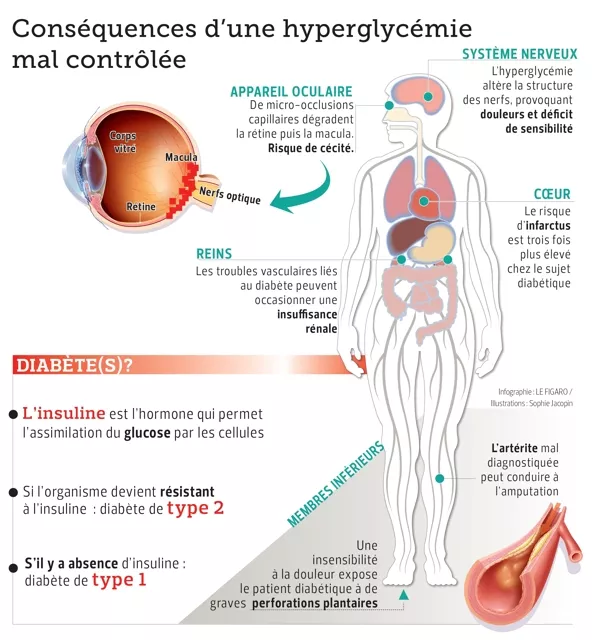 Conséquences d'une hyperglycémie
mal contrôlée
SYSTÈME NERVEUX
L'hyperglycémie
altère la structure
des nerfs, provoquant
douleurs et déficit
de sensibilité
APPAREIL OCULAIRE
De micro-occlusions
capillaires dégradent
la rétine puis la macula.
Risque de cécité.
Corps
vitré
Macula
Nerfs optique
Rétine
CŒUR
Le risque
d'infarctus
est trois fois
plus élevé
chez le sujet
diabétique
REINS
Les troubles vasculaires liés
au diabète peuvent
occasionner une
insuffisance
rénale
DIABÈTE(S)?
Infographie : LE FIGARO /
Illustrations : Sophie Jacopin
L'insuline est l'hormone qui permet
l'assimilation du glucose par les cellules
Si l'organisme devient résistant
à l'insuline : diabète de type 2
S'il y a absence d'insuline :
diabète de type 1
MEMBRES INFÉRIEURS
L'artérite mal
diagnostiquée
peut conduire à
l'amputation
Une
insensibilité
à la douleur expose
le patient diabétique à de
graves perforations plantaires